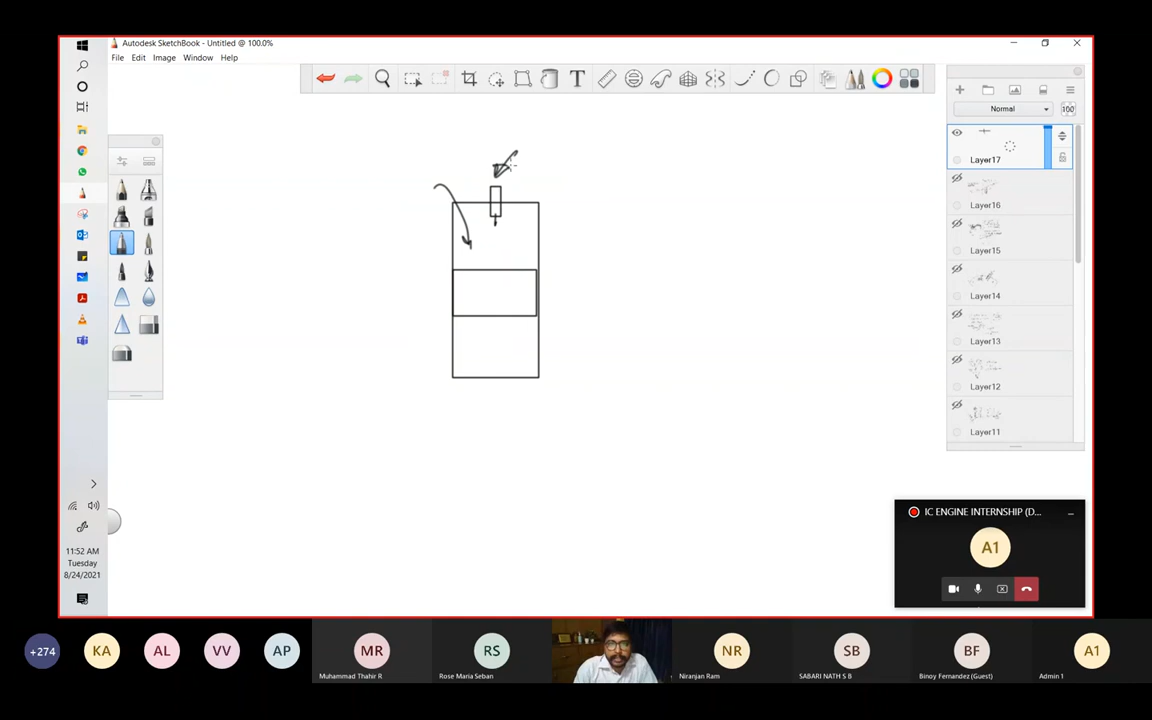 Autodesk SketchBook - Untitled @ 100.0%
File Edit Image Window Help
T
Normal
100
Layer17
Layer16
Layer15
Layer14
Layer13
Layer12
Layer11
11:52 AM
Tuesday
8/24/2021
IC ENGINE INTERNSHIP (D...
A1
+274 KA AL VV AP MR RS NR SB BF A1
Muhammad Thahir R Rose Maria Seban Niranjan Ram SABARI NATH S B Binoy Fernandez (Guest) Admin 1